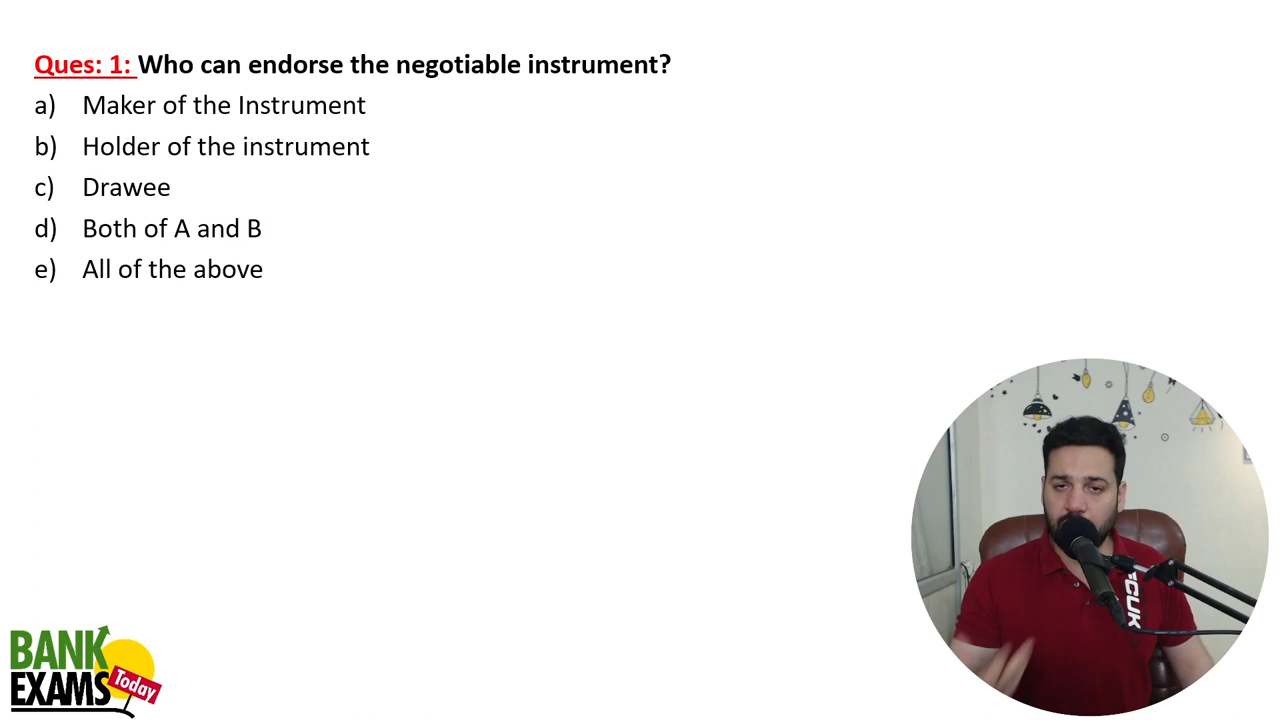 Ques: 1: Who can endorse the negotiable instrument?
a) Maker of the Instrument
b) Holder of the instrument
c) Drawee
d) Both of A and B
e) All of the above
FCUK
BANK
EXAMS
Today